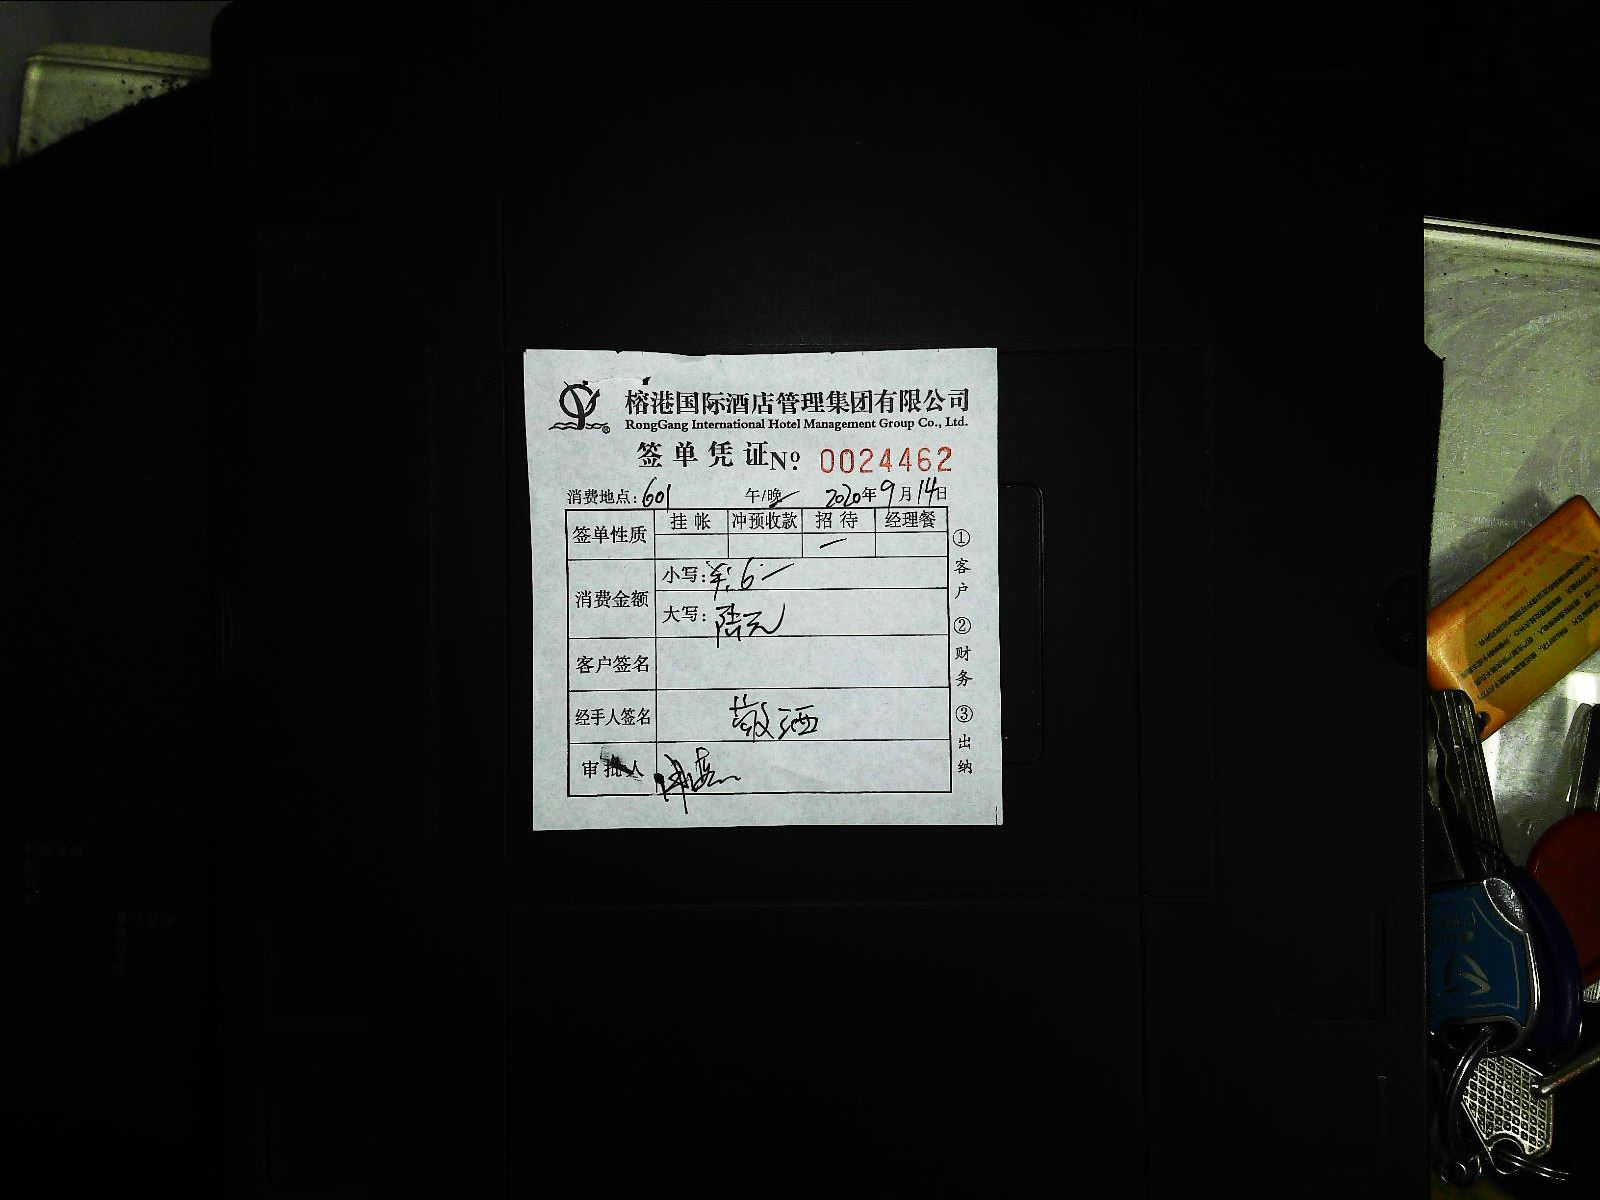 榕港国际酒店管理集团有限公司
RongGang International Hotel Management Group Co., Ltd.
签单凭证 No 0024462
消费地点:601 午/晚 2020年9月14日
签单性质 挂帐 冲预收款 招待 经理餐
消费金额 小写:关6.一
大写:陆元
客户签名
经手人签名 敬酒
审批人
①客户 ②财务 ③出纳